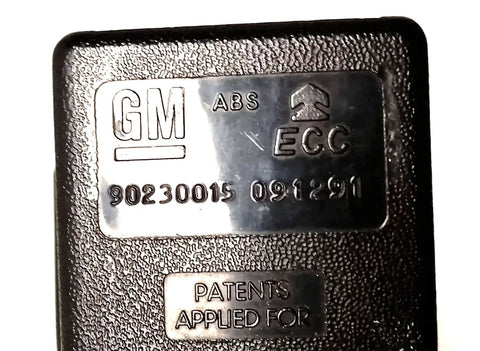 GM ABS
ECC
90230015 091291
PATENTS
APPLIED FOR